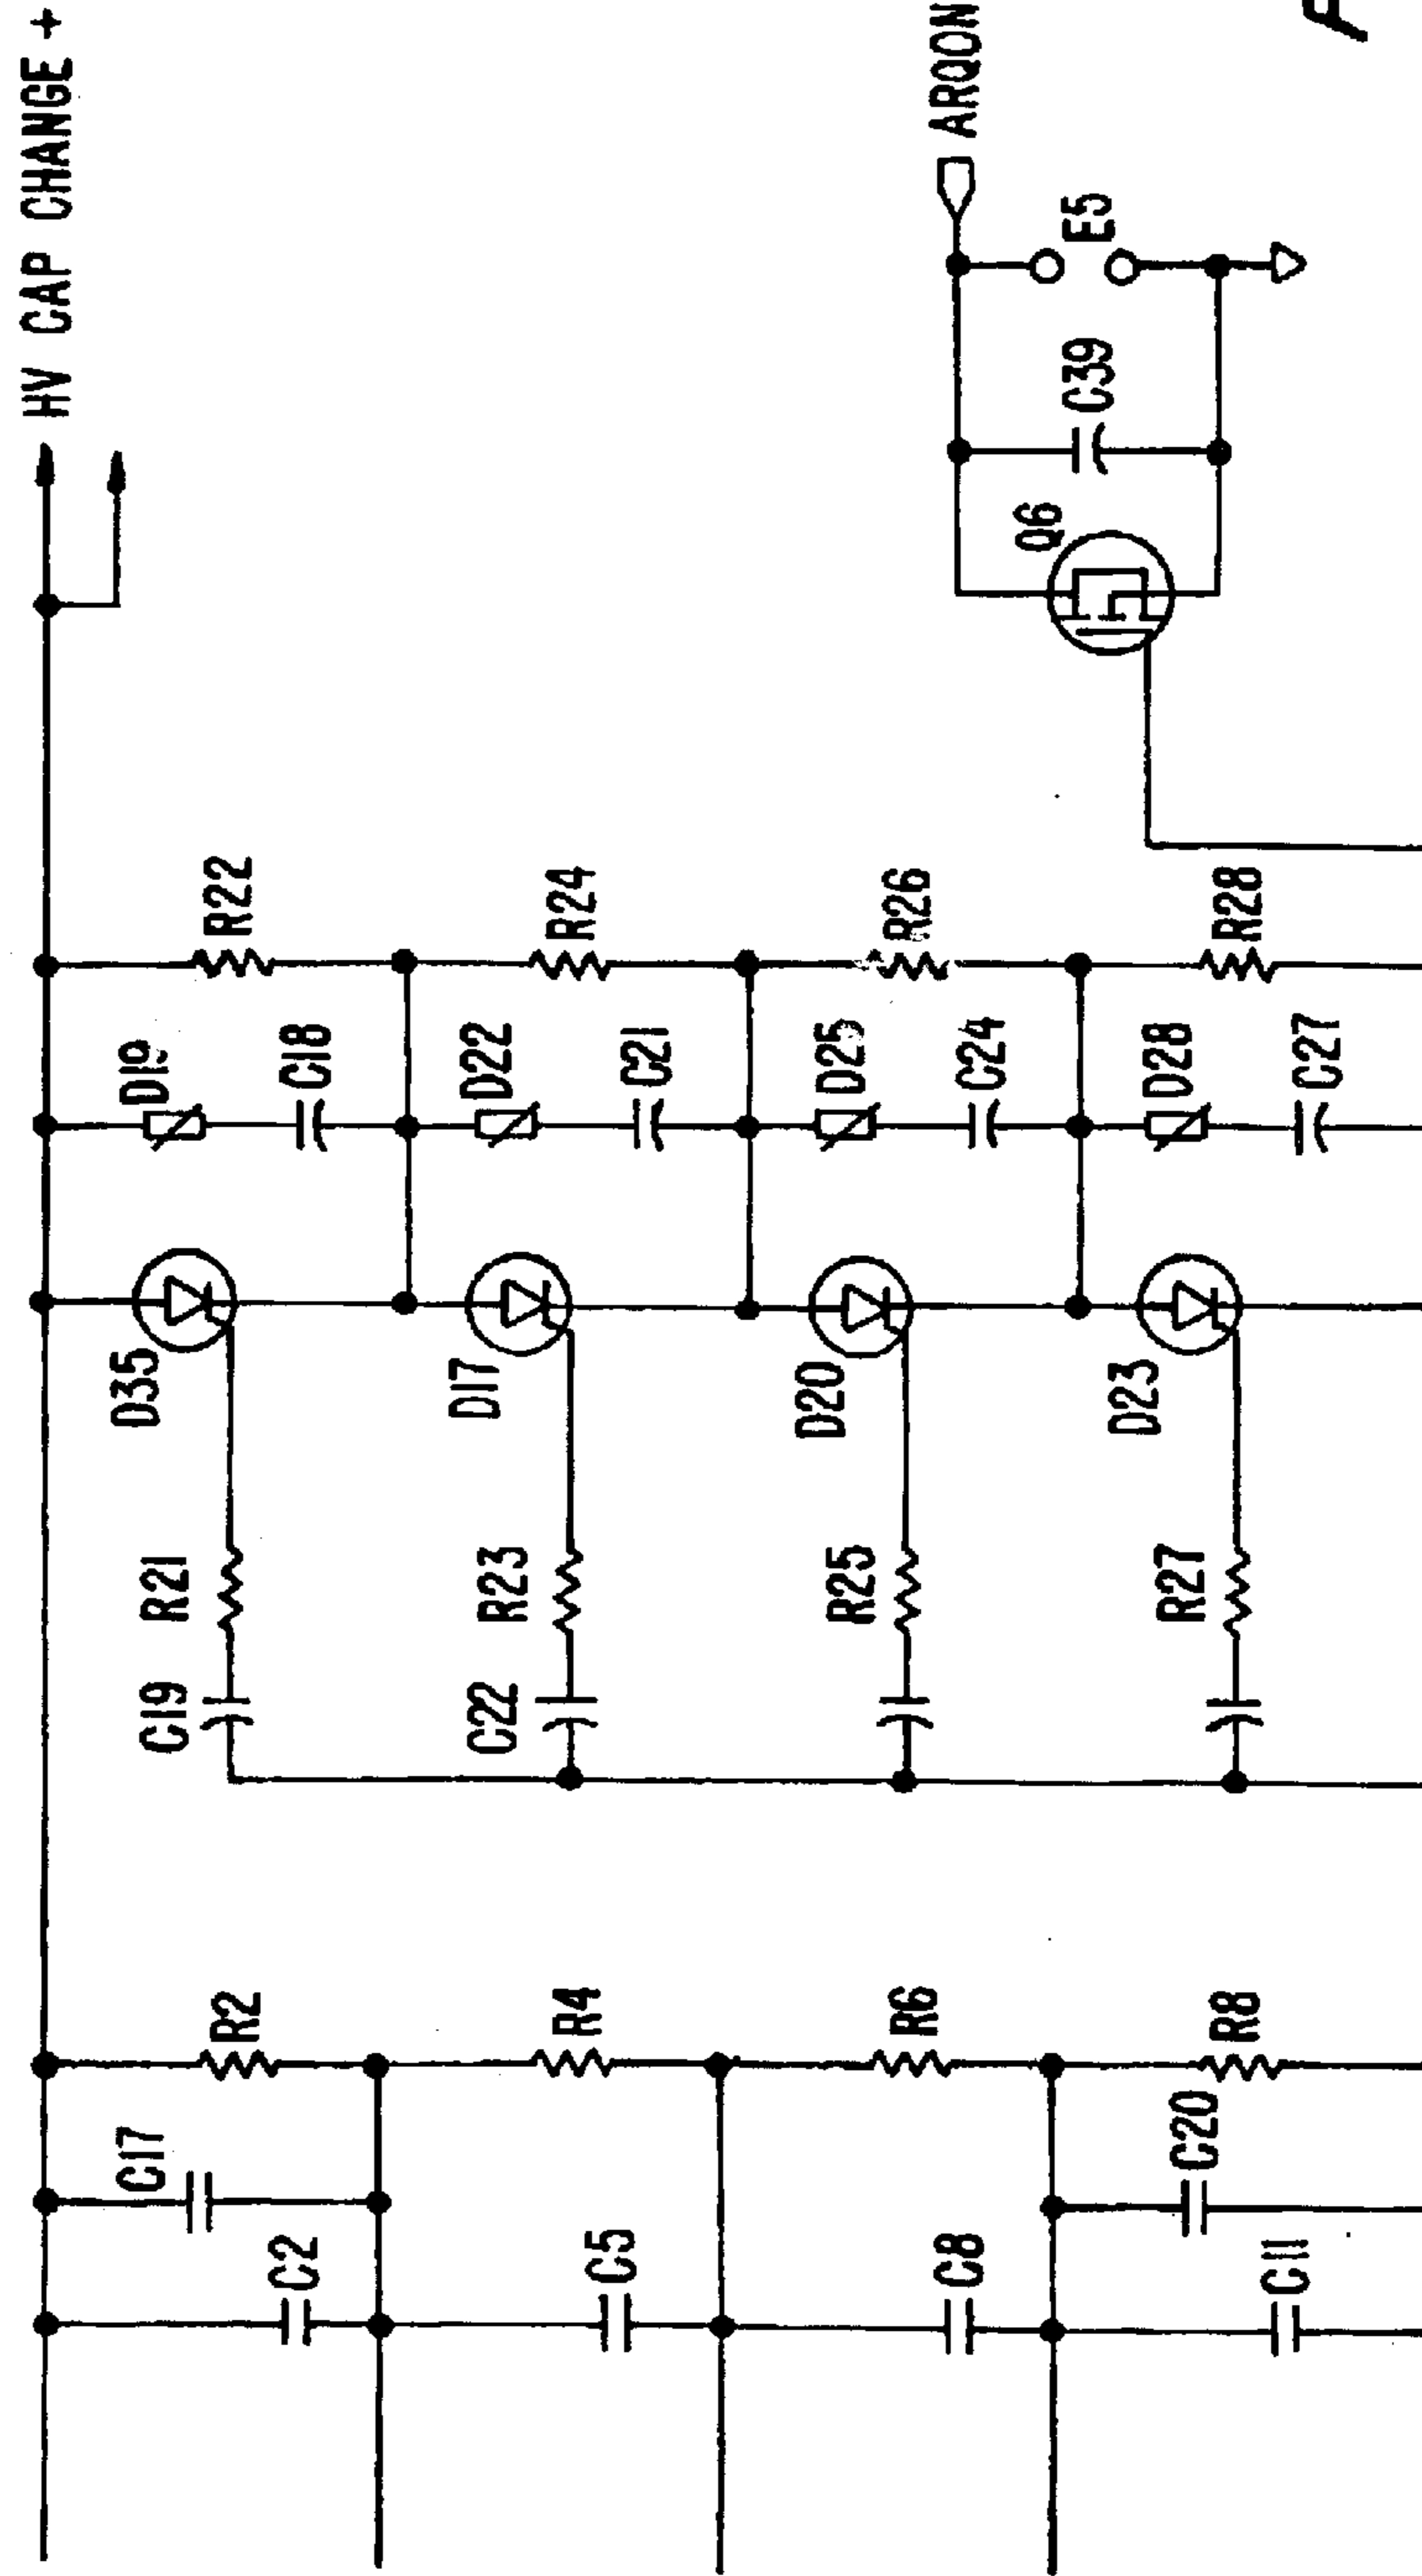 HV CAP CHANGE +
C17
R2
C2
C19
R21
D35
D19
C18
R22
C5
R4
C22
R23
D17
D22
C21
R24
C8
R6
R25
D20
D25
C24
R26
Q6
C39
E5
ARQON
C11
C20
R8
R27
D23
D28
C27
R28